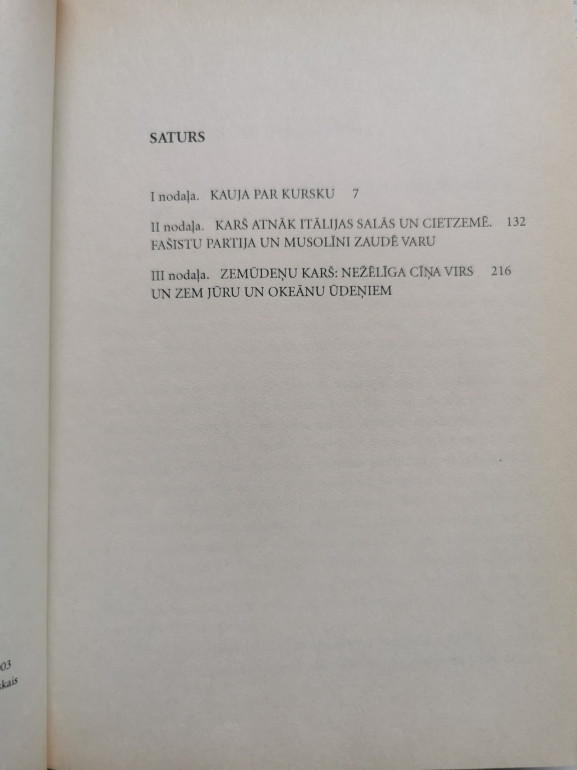 SATURS
I nodaļa. KAUJA PAR KURSKU 7
II nodaļa. KARŠ ATNĀK ITĀLIJAS SALĀS UN CIETZEMĒ. 132
FAŠISTU PARTIJA UN MUSOLĪNI ZAUDĒ VARU
III nodaļa. ZEMŪDEŅU KARŠ: NEŽĒLĪGA CĪŅA VIRS 216
UN ZEM JŪRU UN OKEĀNU ŪDEŅIEM